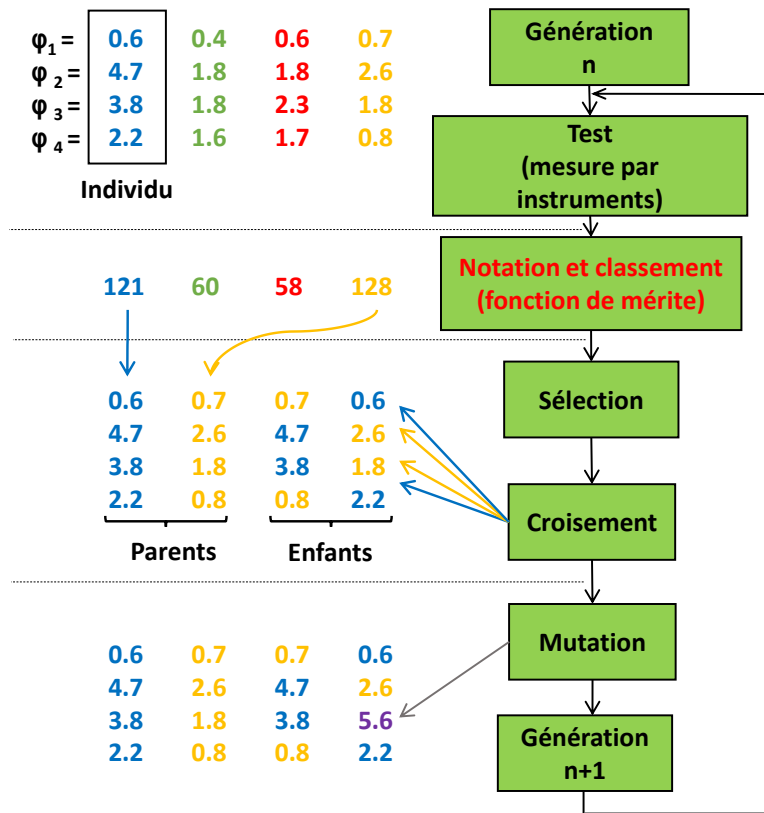 φ1 = 0.6 0.4 0.6 0.7
φ 2 = 4.7 1.8 1.8 2.6
φ 3 = 3.8 1.8 2.3 1.8
φ 4 = 2.2 1.6 1.7 0.8
Individu
Génération
n
Test
(mesure par
instruments)
121 60 58 128
Notation et classement
(fonction de mérite)
0.6 0.7 0.7 0.6
4.7 2.6 4.7 2.6
3.8 1.8 3.8 1.8
2.2 0.8 0.8 2.2
Parents Enfants
Sélection
Croisement
0.6 0.7 0.7 0.6
4.7 2.6 4.7 2.6
3.8 1.8 3.8 5.6
2.2 0.8 0.8 2.2
Mutation
Génération
n+1